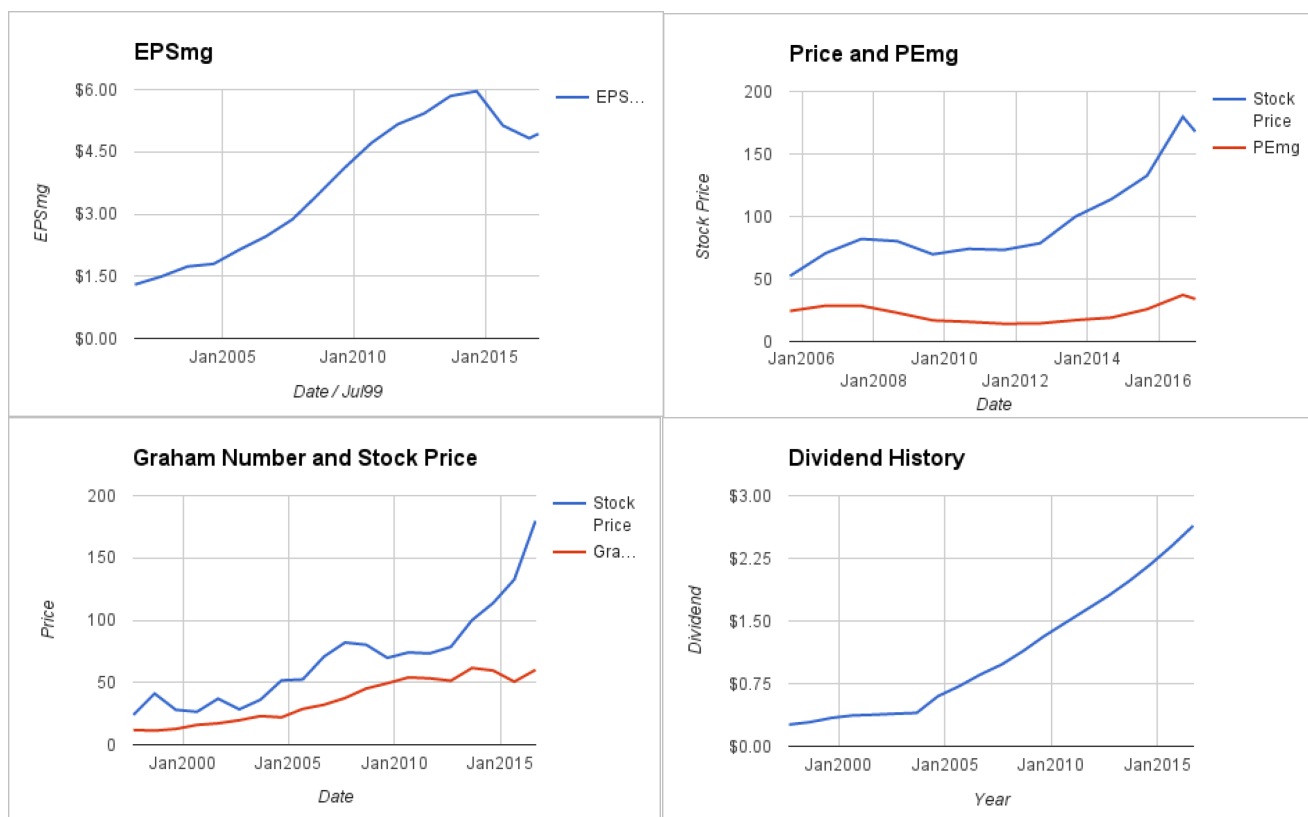 EPSmg
$6.00
$4.50
$3.00
$1.50
$0.00
EPSmg
Jan2005
Jan2010
Jan2015
Date / Jul99
EPS...
Price and PEmg
200
150
100
50
0
Stock Price
Jan2006
Jan2008
Jan2010
Jan2012
Jan2014
Jan2016
Date
Stock
Price
PEmg
Graham Number and Stock Price
200
150
100
50
0
Price
Jan2000
Jan2005
Jan2010
Jan2015
Date
Stock
Price
Gra...
Dividend History
$3.00
$2.25
$1.50
$0.75
$0.00
Dividend
Jan2000
Jan2005
Jan2010
Jan2015
Year